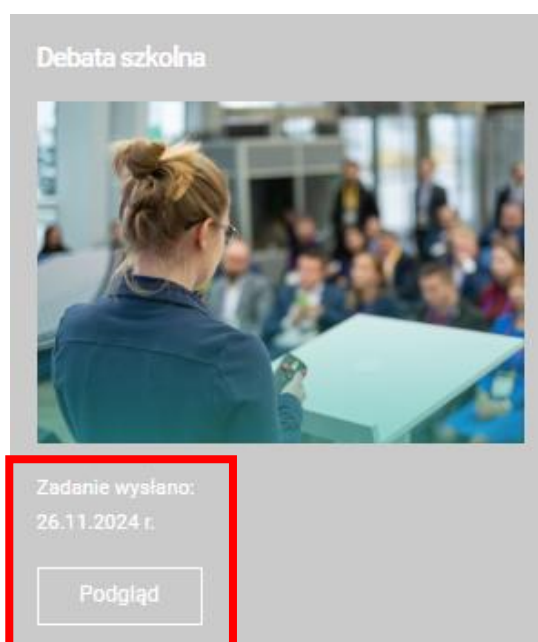 Debata szkolna
Zadanie wysłano:
26.11.2024 r.
Podgląd